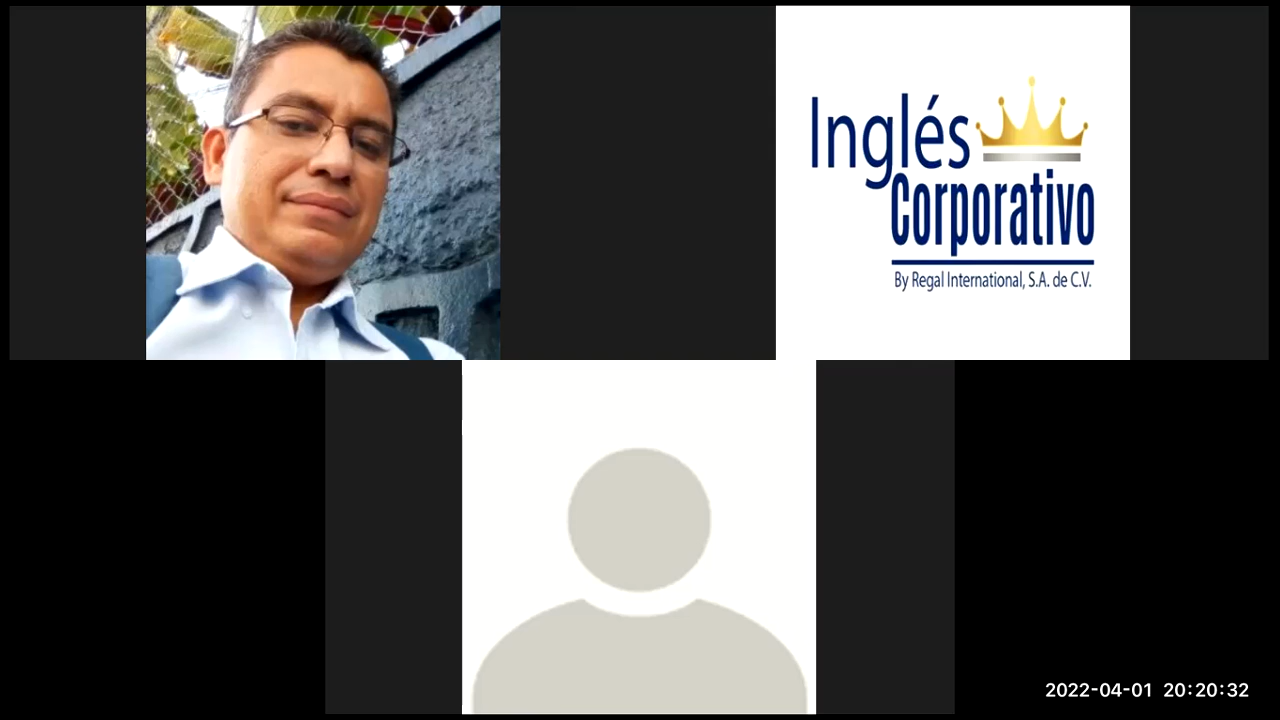 Inglés
Corporativo
By Regal International, S.A. de C.V.
2022-04-01 20:20:32